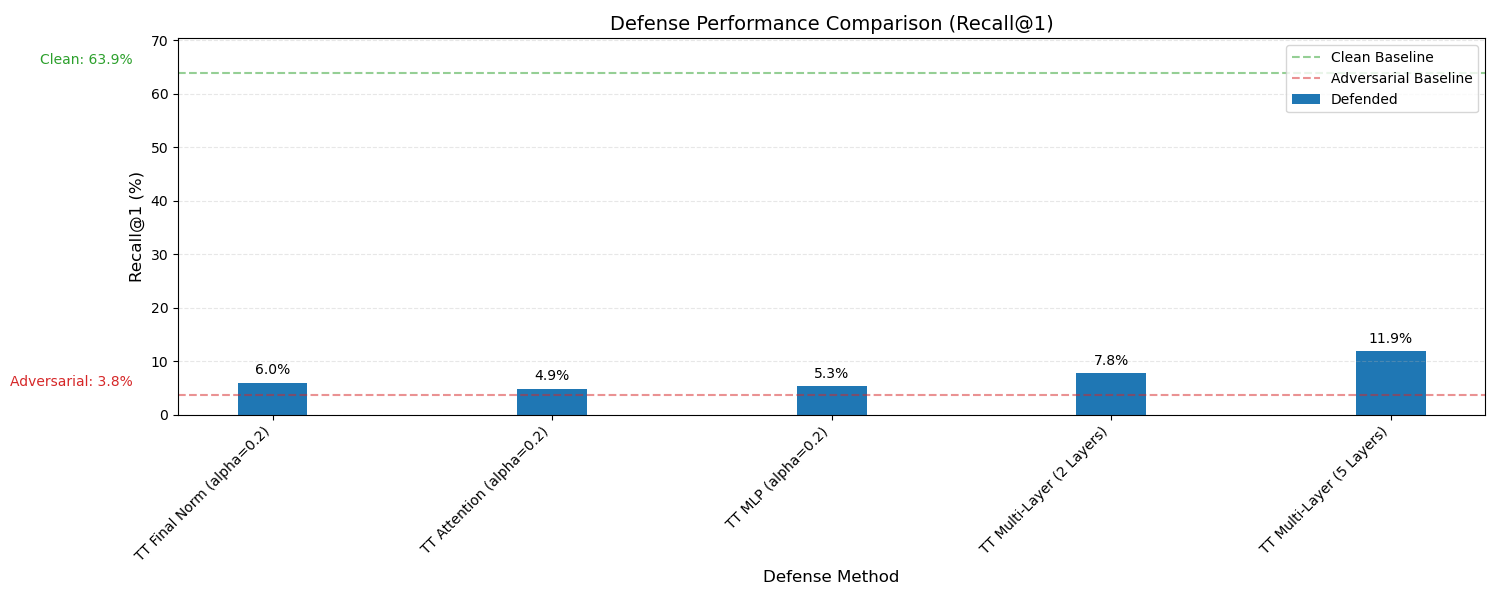 Defense Performance Comparison (Recall@1)
Clean: 63.9%
Adversarial: 3.8%
Recall@1 (%)
70
60
50
40
30
20
10
0
Clean Baseline
Adversarial Baseline
Defended
6.0%
4.9%
5.3%
7.8%
11.9%
TT Final Norm (alpha=0.2)
TT Attention (alpha=0.2)
TT MLP (alpha=0.2)
TT Multi-Layer (2 Layers)
TT Multi-Layer (5 Layers)
Defense Method